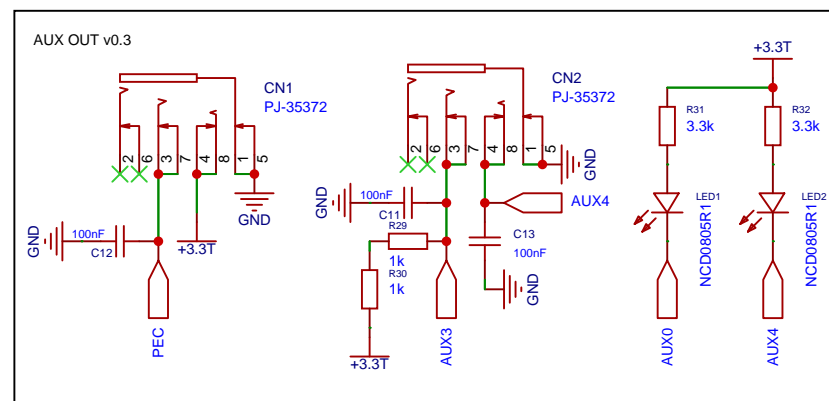 AUX OUT v0.3
CN1
PJ-35372
2
6
3
7
4
8
1
5
GND
100nF
C12
GND
+3.3T
PEC
CN2
PJ-35372
2
6
3
7
4
8
1
5
GND
GND
100nF
C11
AUX4
R29
1k
R30
1k
C13
100nF
GND
+3.3T
AUX3
+3.3T
R31
3.3k
R32
3.3k
LED1
NCD0805R1
LED2
NCD0805R1
AUX0
AUX4